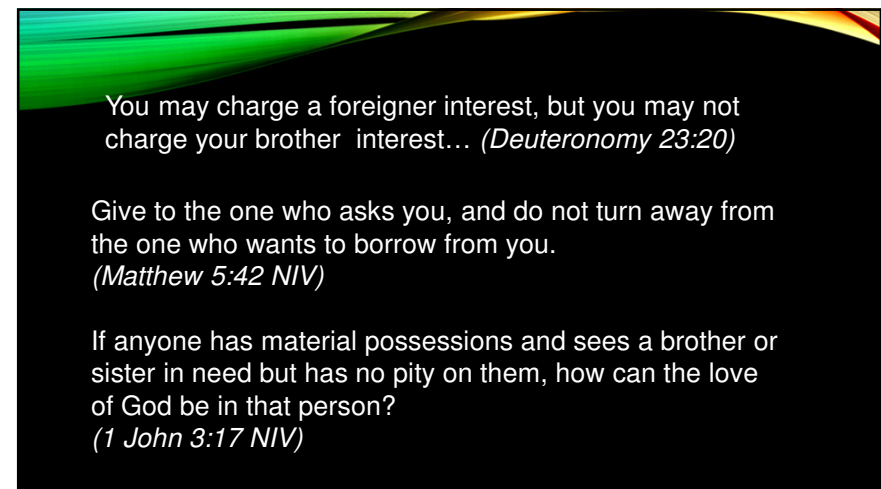 You may charge a foreigner interest, but you may not
charge your brother  interest… (Deuteronomy 23:20)
Give to the one who asks you, and do not turn away from
the one who wants to borrow from you.
(Matthew 5:42 NIV)
If anyone has material possessions and sees a brother or
sister in need but has no pity on them, how can the love
of God be in that person?
(1 John 3:17 NIV)